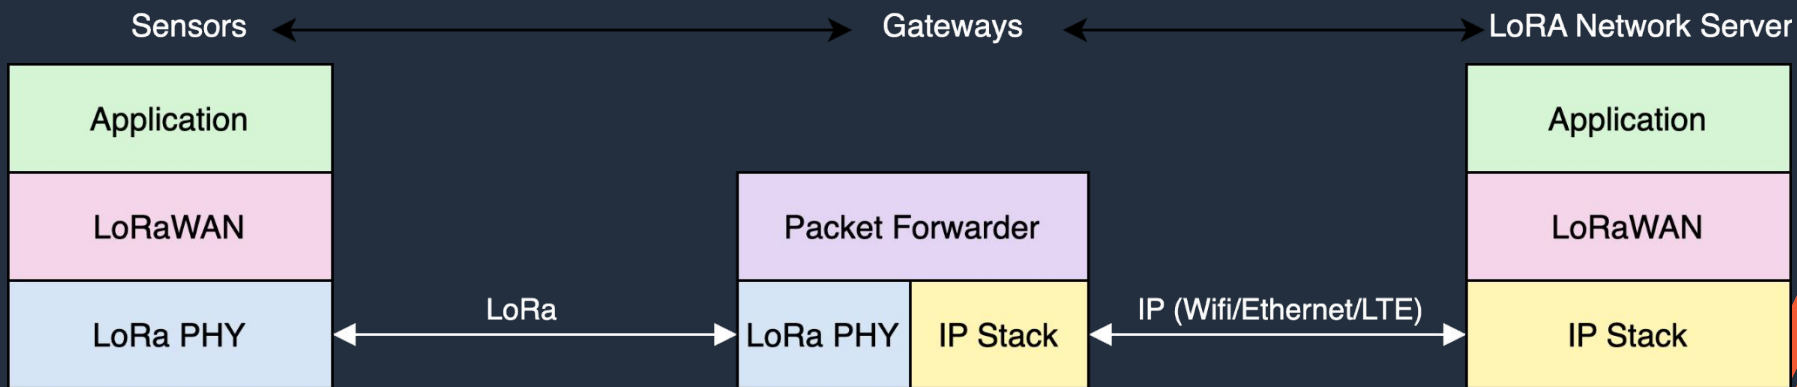 Sensors
Gateways
LoRA Network Server
Application
Application
LoRaWAN
Packet Forwarder
LoRaWAN
LoRa PHY
LoRa
LoRa PHY
IP Stack
IP (Wifi/Ethernet/LTE)
IP Stack